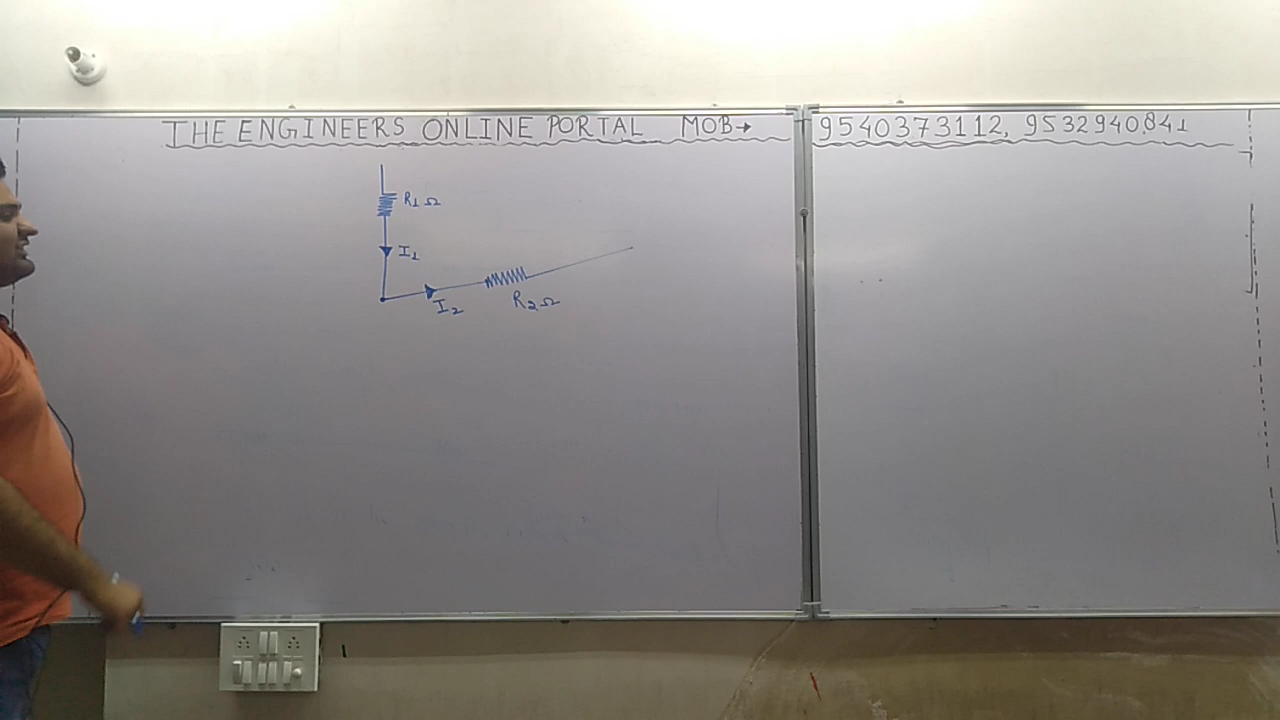 THE ENGINEERS ONLINE PORTAL MOB→ 9540373112, 9532940841
R1 Ω
I1
I2
R2 Ω